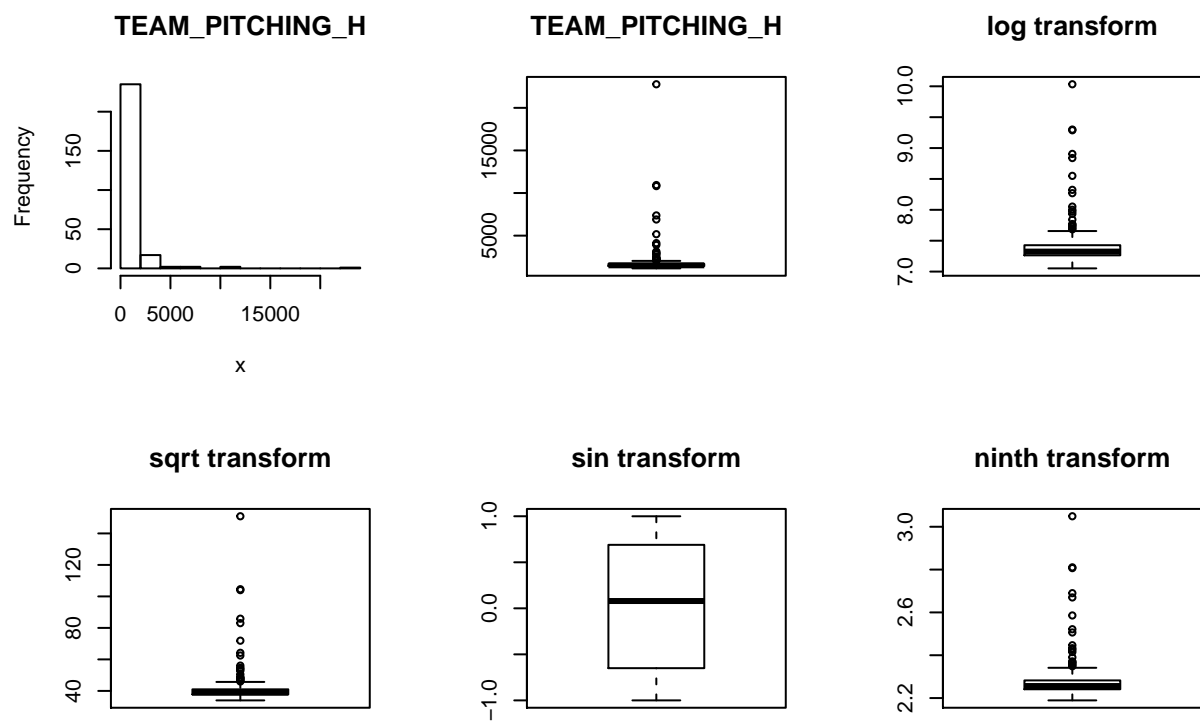 TEAM_PITCHING_H
Frequency
150
50
0
0 5000 15000
x
TEAM_PITCHING_H
15000
5000
log transform
10.0
9.0
8.0
7.0
sqrt transform
120
80
40
sin transform
1.0
0.0
−1.0
ninth transform
3.0
2.6
2.2